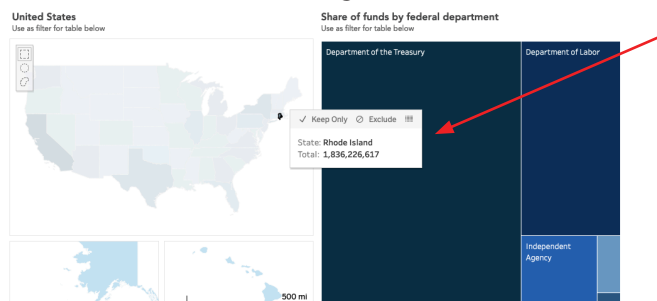 United States
Use as filter for table below
Share of funds by federal department
Use as filter for table below
Department of the Treasury
Department of Labor
Keep Only
Exclude
State: Rhode Island
Total: 1,836,226,617
Independent
Agency
500 mi